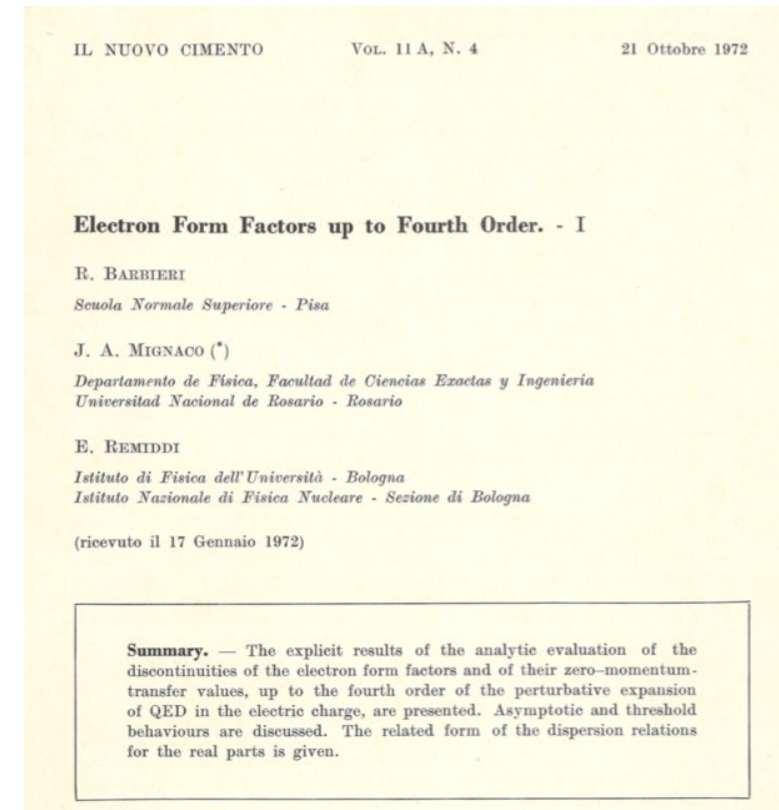 IL NUOVO CIMENTO VOL. 11 A, N. 4 21 Ottobre 1972
Electron Form Factors up to Fourth Order. - I
R. BARBIERI
Scuola Normale Superiore - Pisa
J. A. MIGNACO (*)
Departamento de Física, Facultad de Ciencias Exactas y Ingenieria
Universitad Nacional de Rosario - Rosario
E. REMIDDI
Istituto di Fisica dell'Università - Bologna
Istituto Nazionale di Fisica Nucleare - Sezione di Bologna
(ricevuto il 17 Gennaio 1972)
Summary. — The explicit results of the analytic evaluation of the
discontinuities of the electron form factors and of their zero–momentum-
transfer values, up to the fourth order of the perturbative expansion
of QED in the electric charge, are presented. Asymptotic and threshold
behaviours are discussed. The related form of the dispersion relations
for the real parts is given.